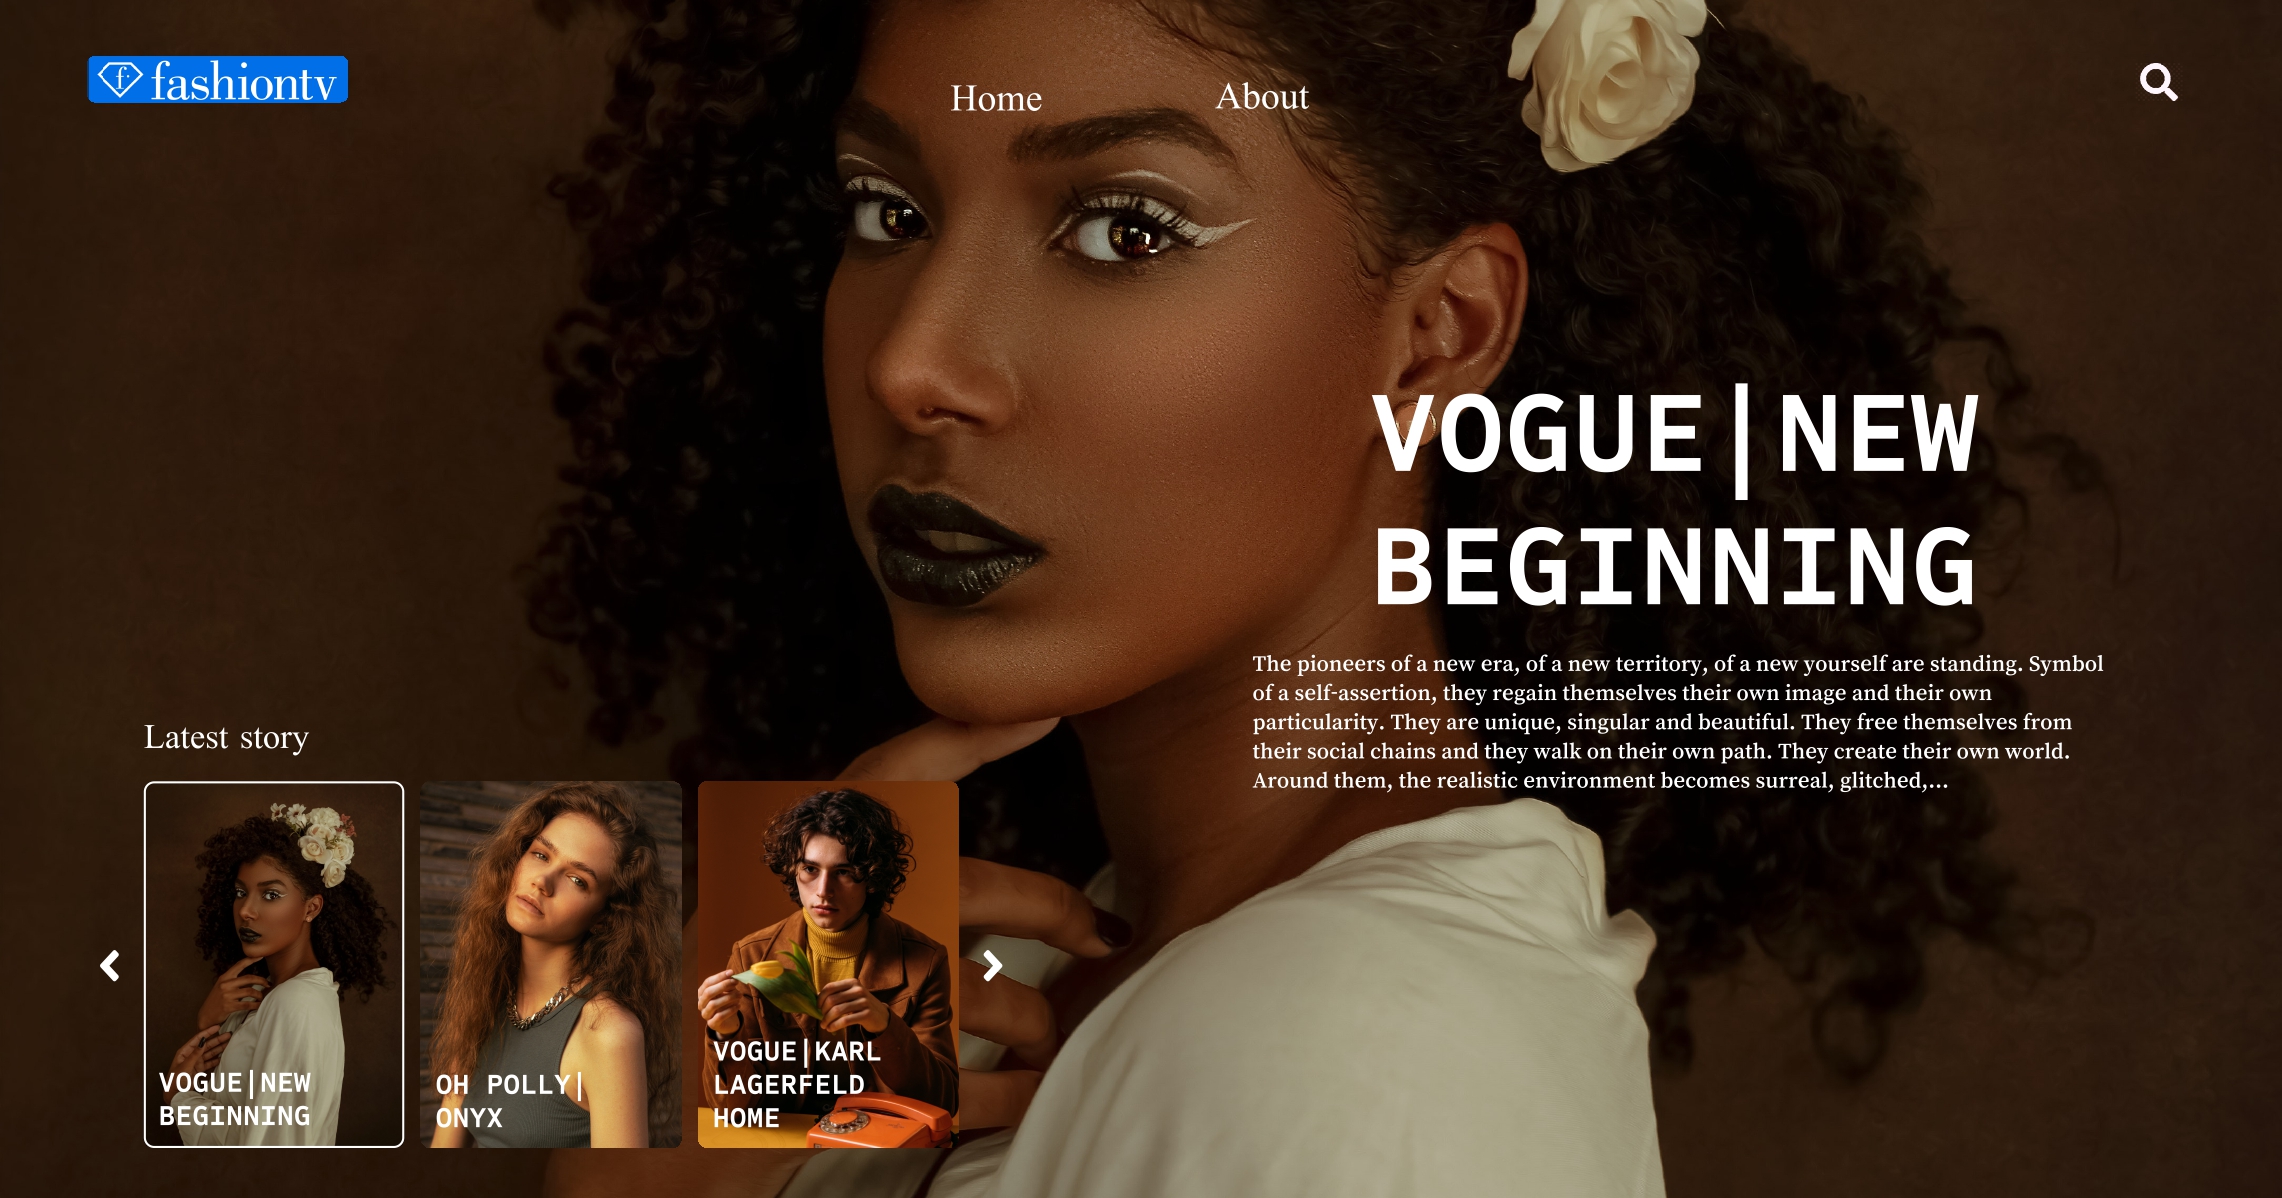 f. fashiontv
Home
About
VOGUE|NEW
BEGINNING
The pioneers of a new era, of a new territory, of a new yourself are standing. Symbol
of a self-assertion, they regain themselves their own image and their own
particularity. They are unique, singular and beautiful. They free themselves from
their social chains and they walk on their own path. They create their own world.
Around them, the realistic environment becomes surreal, glitched,...
Latest story
VOGUE|NEW
BEGINNING
OH POLLY|
ONYX
VOGUE|KARL
LAGERFELD
HOME